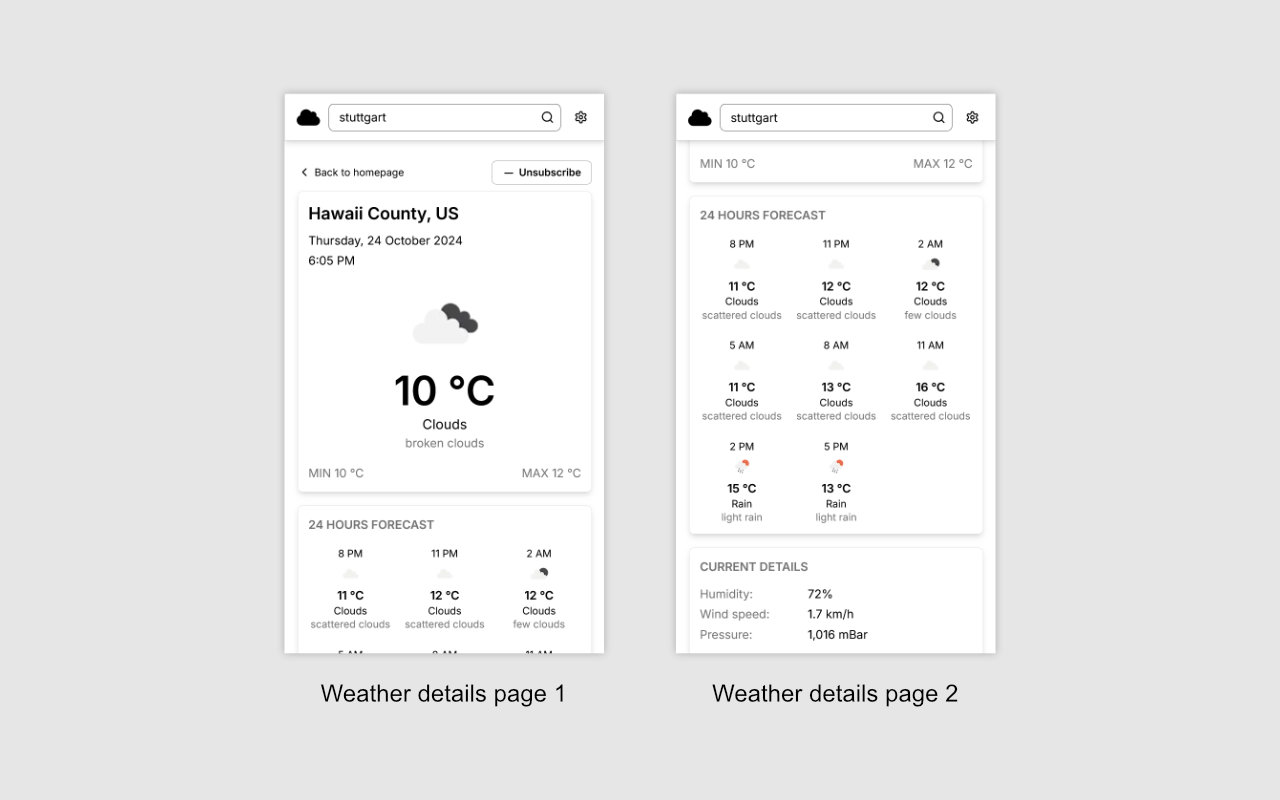 stuttgart
Back to homepage
— Unsubscribe
Hawaii County, US
Thursday, 24 October 2024
6:05 PM
10 °C
Clouds
broken clouds
MIN 10 °C MAX 12 °C
24 HOURS FORECAST
8 PM 11 PM 2 AM
11 °C 12 °C 12 °C
Clouds Clouds Clouds
scattered clouds scattered clouds few clouds
5 AM 8 AM 11 AM
Weather details page 1
stuttgart
MIN 10 °C MAX 12 °C
24 HOURS FORECAST
8 PM 11 PM 2 AM
11 °C 12 °C 12 °C
Clouds Clouds Clouds
scattered clouds scattered clouds few clouds
5 AM 8 AM 11 AM
11 °C 13 °C 16 °C
Clouds Clouds Clouds
scattered clouds scattered clouds scattered clouds
2 PM 5 PM
15 °C 13 °C
Rain Rain
light rain light rain
CURRENT DETAILS
Humidity: 72%
Wind speed: 1.7 km/h
Pressure: 1,016 mBar
Weather details page 2